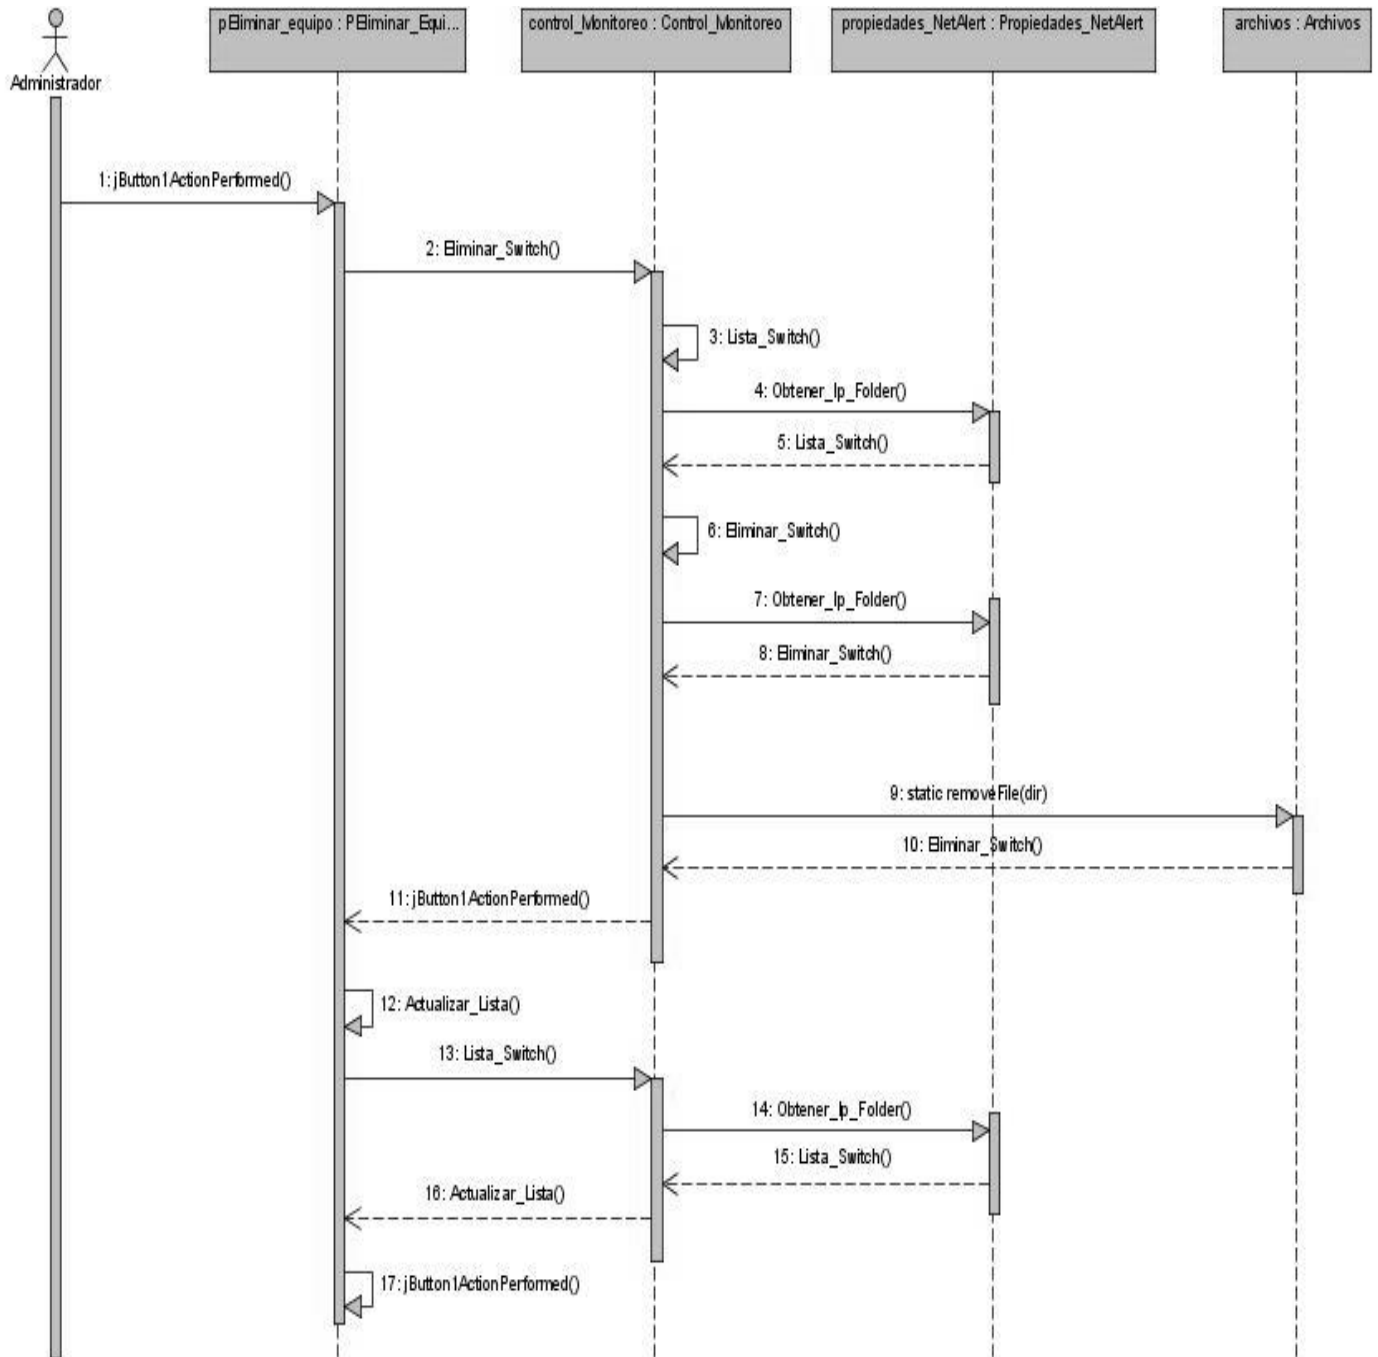 pEliminar_equipo : PEliminar_Equi...
control_Monitoreo : Control_Monitoreo
propiedades_NetAlert : Propiedades_NetAlert
archivos : Archivos
Administrador
1: jButton1ActionPerformed()
2: Eliminar_Switch()
3: Lista_Switch()
4: Obtener_Ip_Folder()
5: Lista_Switch()
6: Eliminar_Switch()
7: Obtener_Ip_Folder()
8: Eliminar_Switch()
9: static removeFile(dir)
10: Eliminar_Switch()
11: jButton1ActionPerformed()
12: Actualizar_Lista()
13: Lista_Switch()
14: Obtener_Ip_Folder()
15: Lista_Switch()
16: Actualizar_Lista()
17: jButton1ActionPerformed()